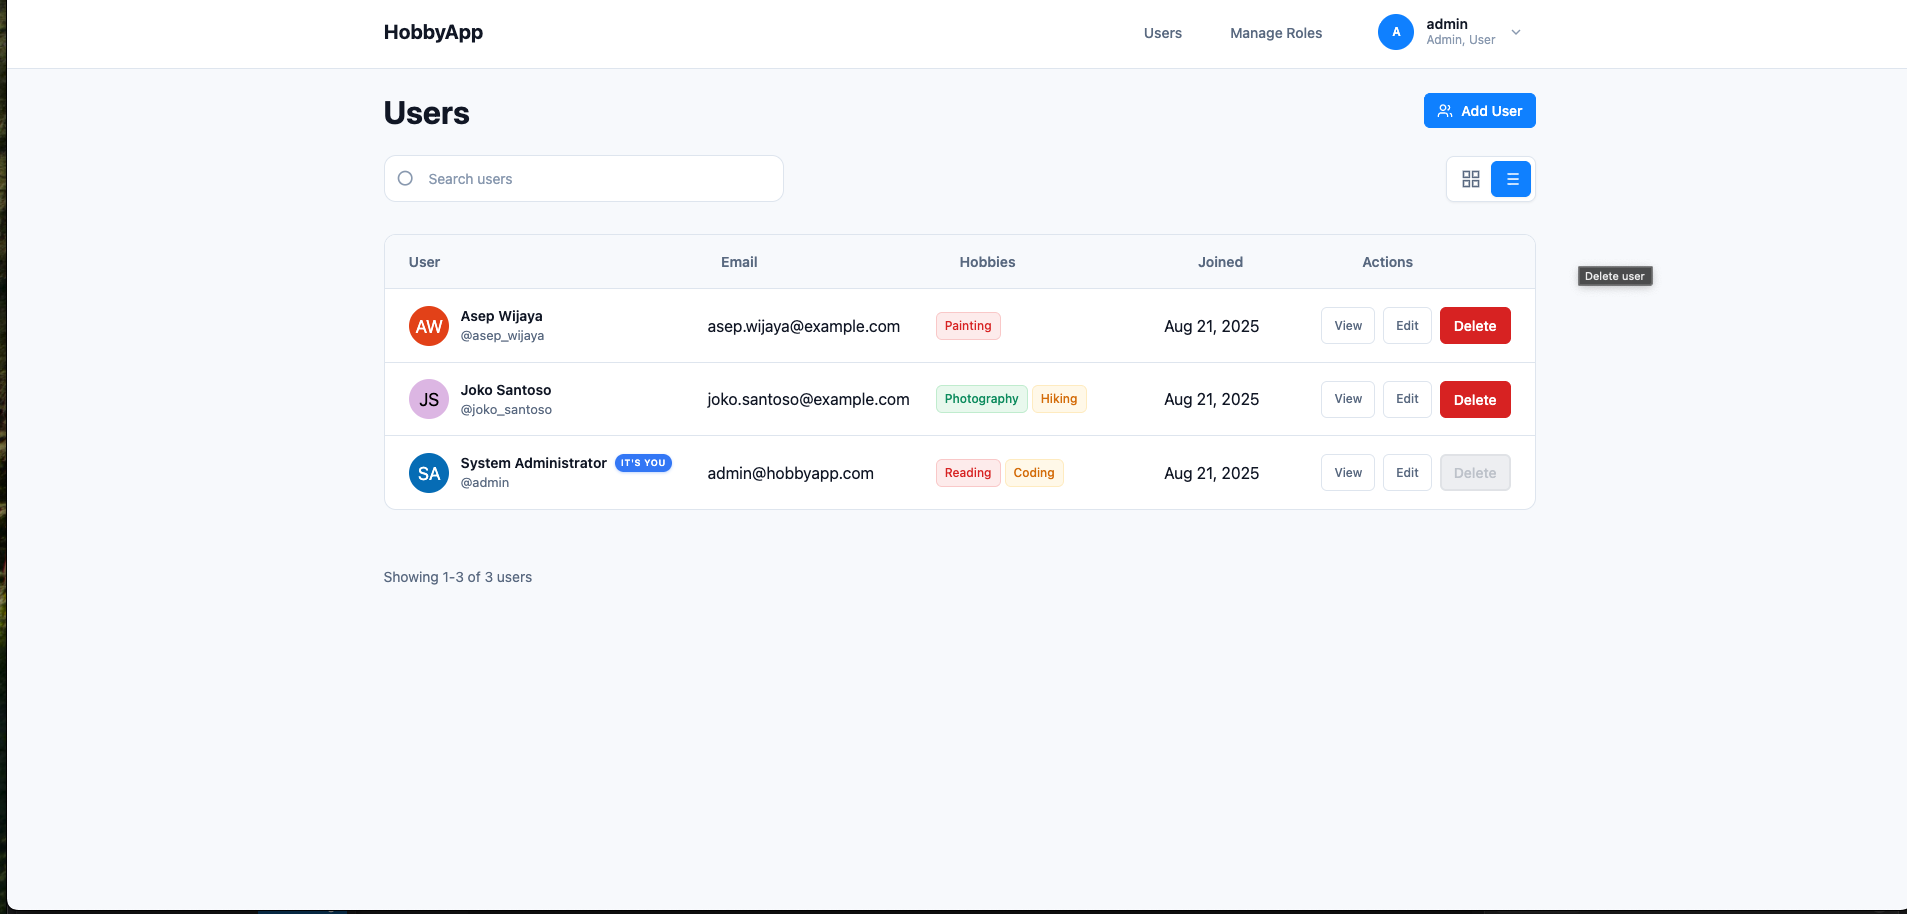 HobbyApp
Users
Manage Roles
A
admin
Admin, User
Users
Add User
Search users
User Email Hobbies Joined Actions
Delete user
AW
Asep Wijaya
@asep_wijaya
asep.wijaya@example.com
Painting
Aug 21, 2025
View Edit Delete
JS
Joko Santoso
@joko_santoso
joko.santoso@example.com
Photography Hiking
Aug 21, 2025
View Edit Delete
SA
System Administrator IT'S YOU
@admin
admin@hobbyapp.com
Reading Coding
Aug 21, 2025
View Edit Delete
Showing 1-3 of 3 users